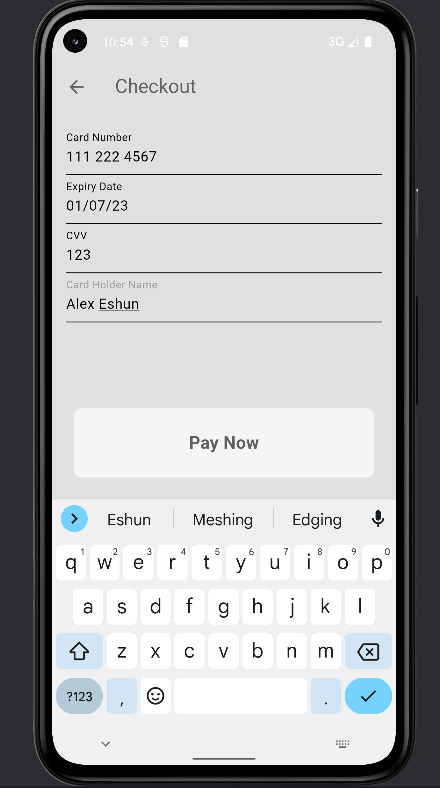 10:54 3G
Checkout
Card Number
111 222 4567
Expiry Date
01/07/23
CVV
123
Card Holder Name
Alex Eshun
Pay Now
Eshun Meshing Edging
q1 w2 e3 r4 t5 y6 u7 i8 o9 p0
a s d f g h j k l
z x c v b n m
?123 , .